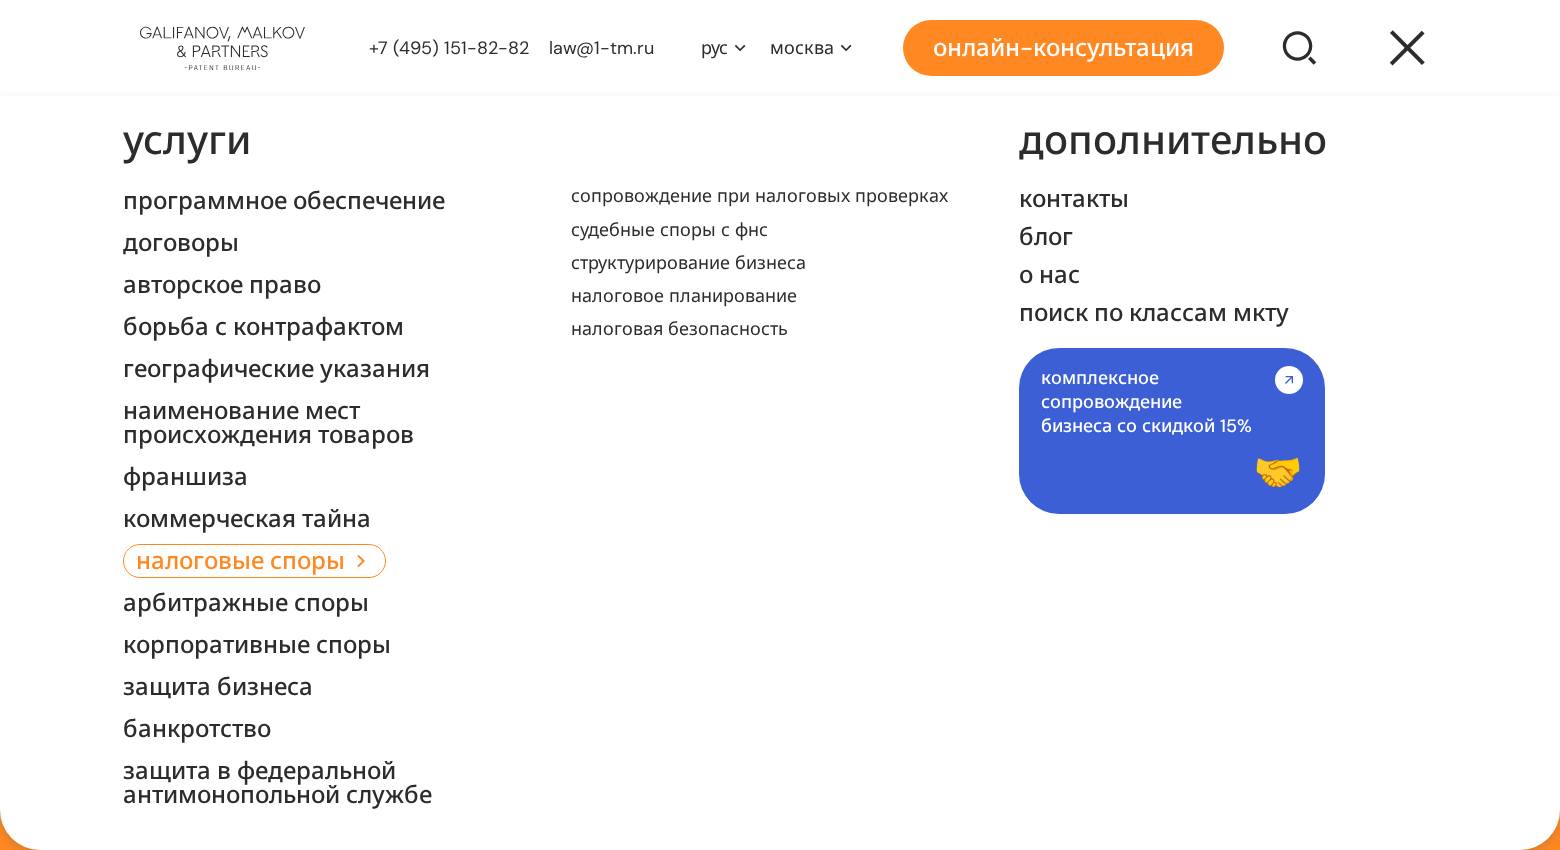 GALIFANOV, MALKOV
& PARTNERS
-PATENT BUREAU-
+7 (495) 151-82-82
law@1-tm.ru
рус
москва
онлайн-консультация
услуги
программное обеспечение
договоры
авторское право
борьба с контрафактом
географические указания
наименование мест
происхождения товаров
франшиза
коммерческая тайна
налоговые споры
арбитражные споры
корпоративные споры
защита бизнеса
банкротство
защита в федеральной
антимонопольной службе
сопровождение при налоговых проверках
судебные споры с фнс
структурирование бизнеса
налоговое планирование
налоговая безопасность
дополнительно
контакты
блог
о нас
поиск по классам мкту
комплексное
сопровождение
бизнеса со скидкой 15%